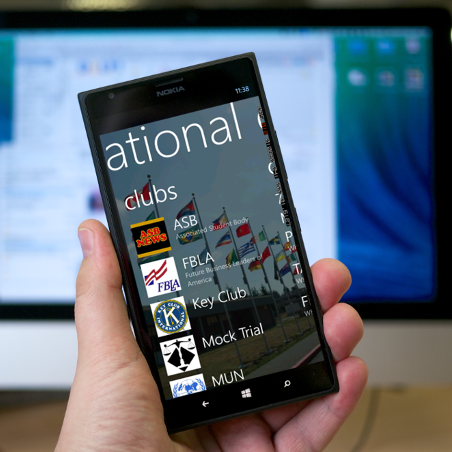 NOKIA
11:38
ational
clubs
ASB
NEWS
ASB
Associated Student Body
FBLA
FBLA
Future Business Leaders of
America
K
Key Club
Mock Trial
MUN